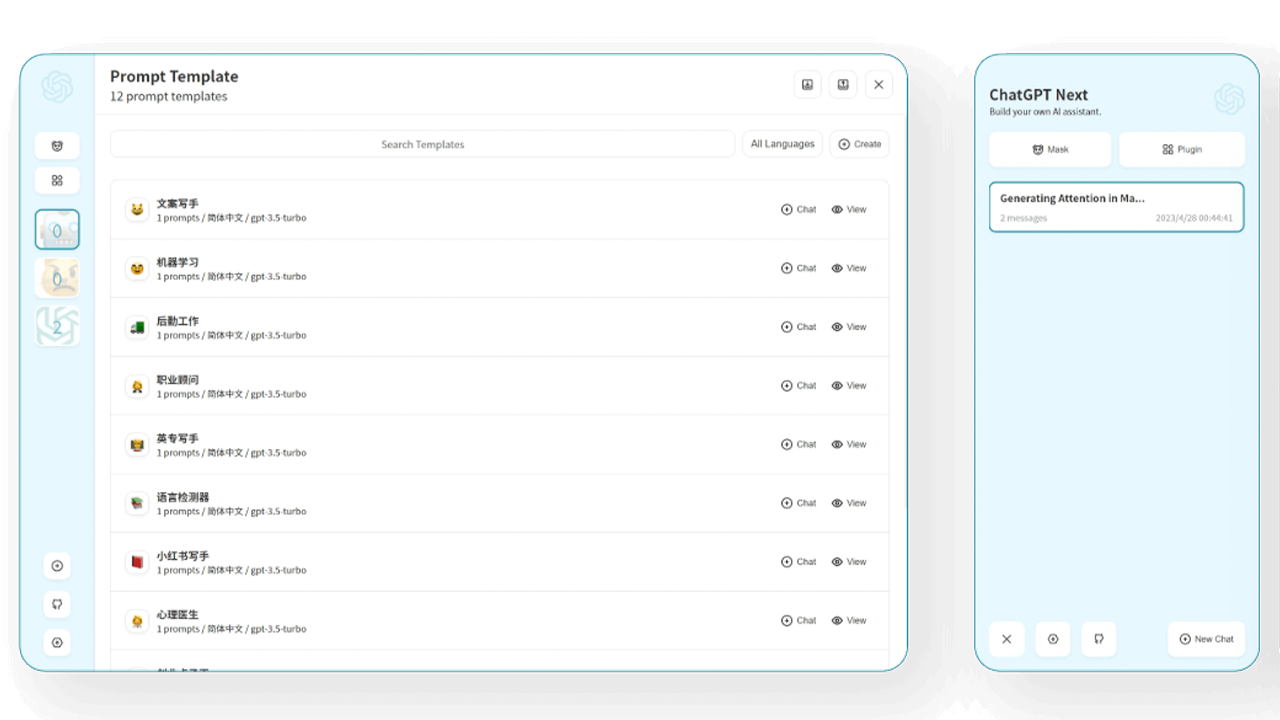 Prompt Template
12 prompt templates
Search Templates
All Languages
Create
文案写手
1 prompts / 简体中文 / gpt-3.5-turbo
Chat
View
机器学习
1 prompts / 简体中文 / gpt-3.5-turbo
Chat
View
后勤工作
1 prompts / 简体中文 / gpt-3.5-turbo
Chat
View
职业顾问
1 prompts / 简体中文 / gpt-3.5-turbo
Chat
View
英专写手
1 prompts / 简体中文 / gpt-3.5-turbo
Chat
View
语言检测器
1 prompts / 简体中文 / gpt-3.5-turbo
Chat
View
小红书写手
1 prompts / 简体中文 / gpt-3.5-turbo
Chat
View
心理医生
1 prompts / 简体中文 / gpt-3.5-turbo
Chat
View
0
0
2
ChatGPT Next
Build your own AI assistant.
Mask
Plugin
Generating Attention in Ma...
2 messages
2023/4/28 00:44:41
New Chat